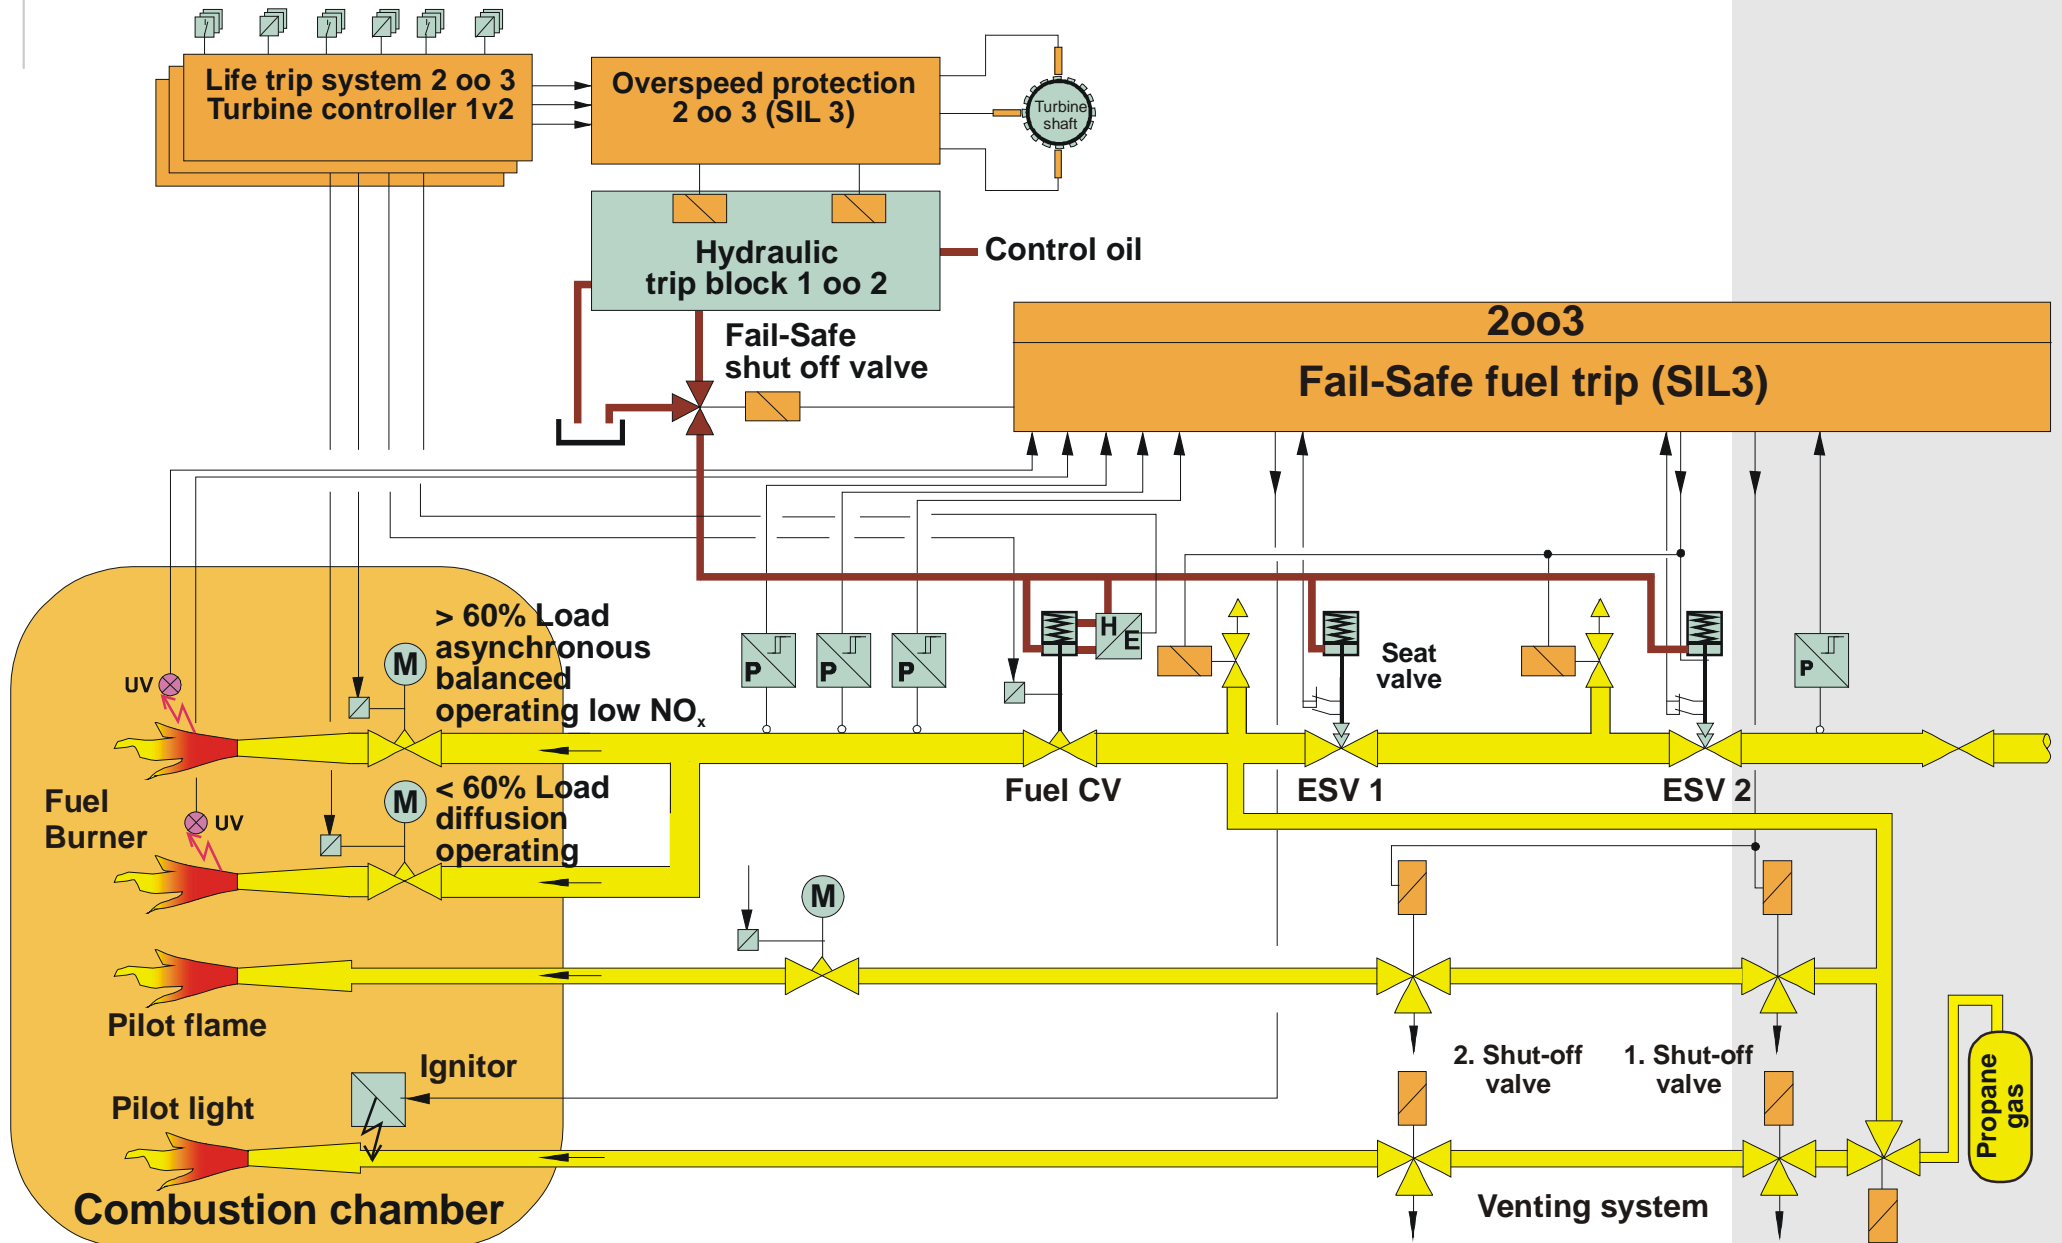 Life trip system 2 oo 3
Turbine controller 1v2
Overspeed protection
2 oo 3 (SIL 3)
Turbine
shaft
Hydraulic
trip block 1 oo 2
Control oil
Fail-Safe
shut off valve
2oo3
Fail-Safe fuel trip (SIL3)
> 60% Load
asynchronous
balanced
operating low NOx
M
UV
P
P
P
H
E
Seat
valve
P
Fuel CV
ESV 1
ESV 2
Fuel
Burner
UV
M
< 60% Load
diffusion
operating
M
Pilot flame
Ignitor
2. Shut-off
valve
1. Shut-off
valve
Pilot light
Propane
gas
Combustion chamber
Venting system